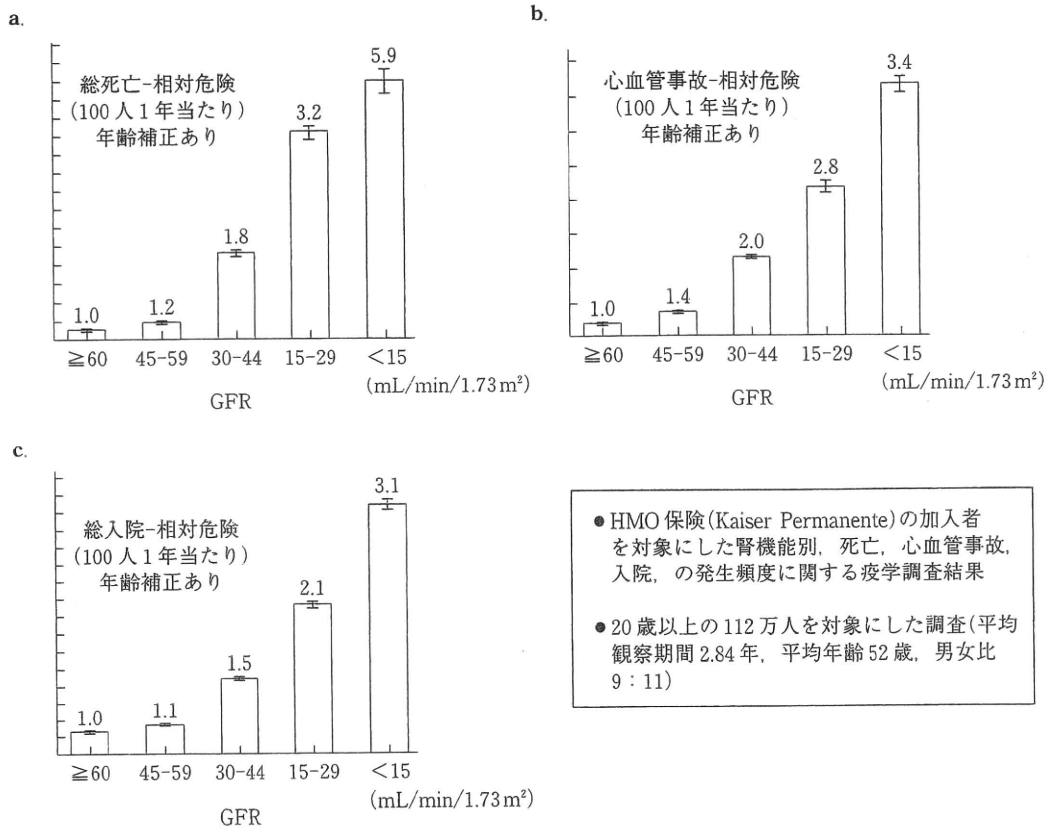 a.
総死亡-相対危険
(100人1年当たり)
年齢補正あり
1.0
1.2
1.8
3.2
5.9
≧60
45-59
30-44
15-29
<15
(mL/min/1.73m²)
GFR
b.
心血管事故-相対危険
(100人1年当たり)
年齢補正あり
1.0
1.4
2.0
2.8
3.4
≧60
45-59
30-44
15-29
<15
(mL/min/1.73m²)
GFR
c.
総入院-相対危険
(100人1年当たり)
年齢補正あり
1.0
1.1
1.5
2.1
3.1
≧60
45-59
30-44
15-29
<15
(mL/min/1.73m²)
GFR
●HMO保険(Kaiser Permanente)の加入者
を対象にした腎機能別，死亡，心血管事故，
入院，の発生頻度に関する疫学調査結果
●20歳以上の112万人を対象にした調査(平均
観察期間2.84年，平均年齢52歳，男女比
9：11)